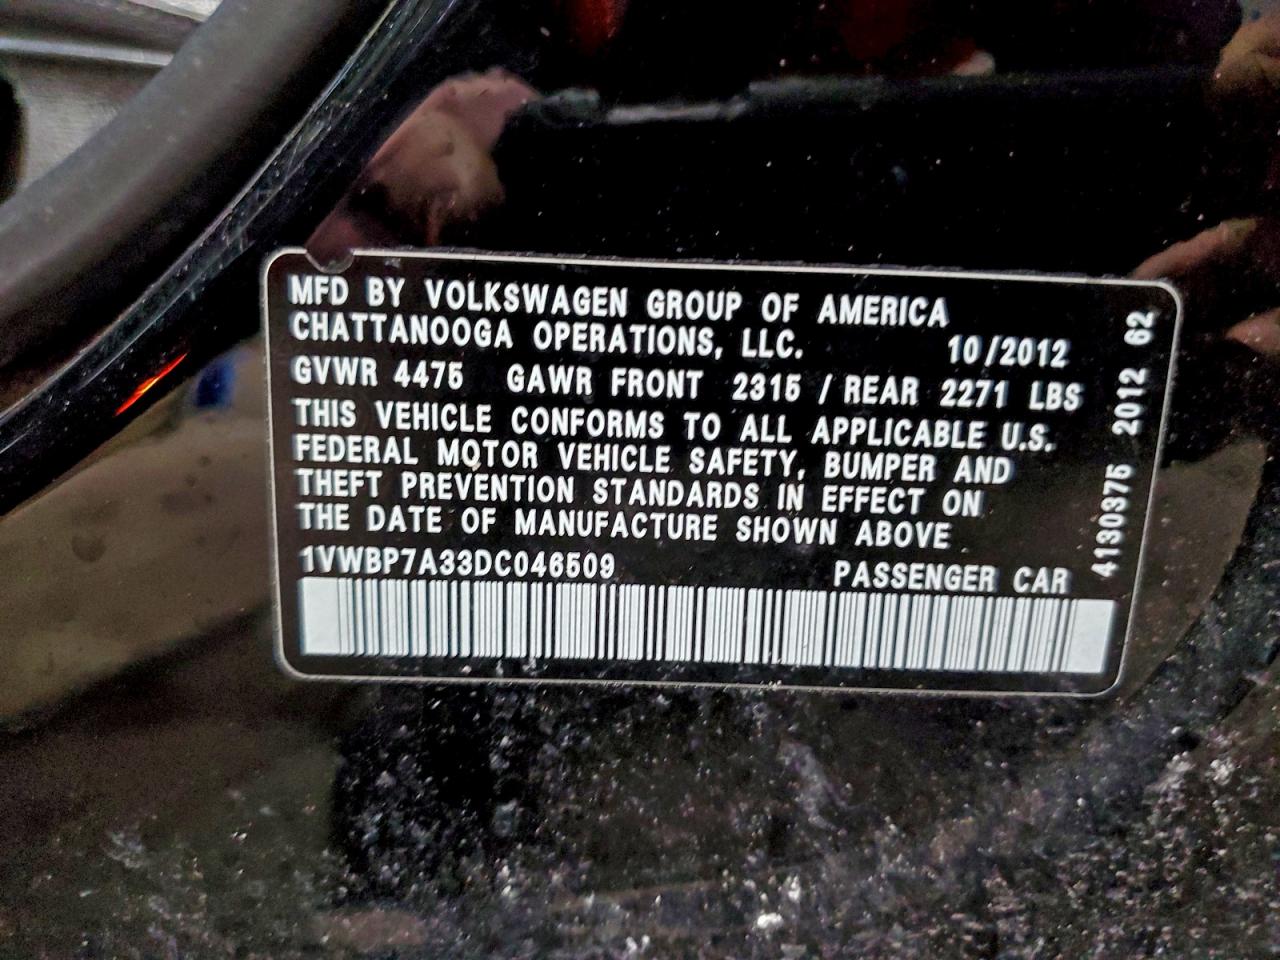 MFD BY VOLKSWAGEN GROUP OF AMERICA
CHATTANOOGA OPERATIONS, LLC. 10/2012
GVWR 4475 GAWR FRONT 2315 / REAR 2271 LBS
THIS VEHICLE CONFORMS TO ALL APPLICABLE U.S.
FEDERAL MOTOR VEHICLE SAFETY, BUMPER AND
THEFT PREVENTION STANDARDS IN EFFECT ON
THE DATE OF MANUFACTURE SHOWN ABOVE
1VWBP7A33DC046509 PASSENGER CAR
4130375 2012 62